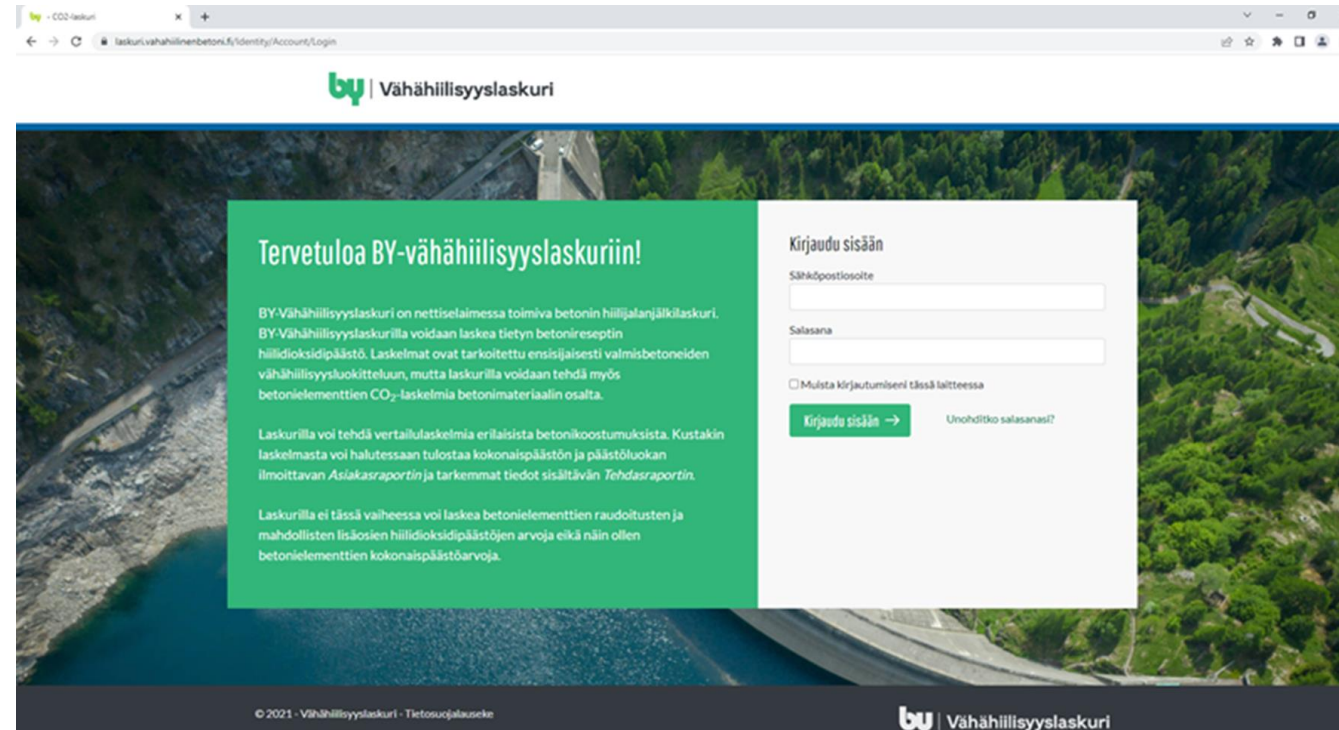 by - CO2-laskuri
laskuri.vahahiilinenbetoni.fi/Identity/Account/Login
by | Vähähiilisyyslaskuri
Tervetuloa BY-vähähiilisyyslaskuriin!
BY-Vähähiilisyyslaskuri on nettiselaimessa toimiva betonin hiilijalanjälkilaskuri.
BY-Vähähiilisyyslaskurilla voidaan laskea tietyn betonireseptin
hiilidioksidipäästö. Laskelmat ovat tarkoitettu ensisijaisesti valmisbetoneiden
vähähiilisyysluokitteluun, mutta laskurilla voidaan tehdä myös
betonielementtien CO₂-laskelmia betonimateriaalin osalta.
Laskurilla voi tehdä vertailulaskelmia erilaisista betonikoostumuksista. Kustakin
laskelmasta voi halutessaan tulostaa kokonaispäästön ja päästöluokan
ilmoittavan Asiakasraportin ja tarkemmat tiedot sisältävän Tehdasraportin.
Laskurilla ei tässä vaiheessa voi laskea betonielementtien raudoitusten ja
mahdollisten lisäosien hiilidioksidipäästöjen arvoja eikä näin ollen
betonielementtien kokonaispäästöarvoja.
Kirjaudu sisään
Sähköpostiosoite
Salasana
Muista kirjautumiseni tässä laitteessa
Kirjaudu sisään →
Unohditko salasanasi?
© 2021 - Vähähiilisyyslaskuri - Tietosuojalauseke
by | Vähähiilisyyslaskuri